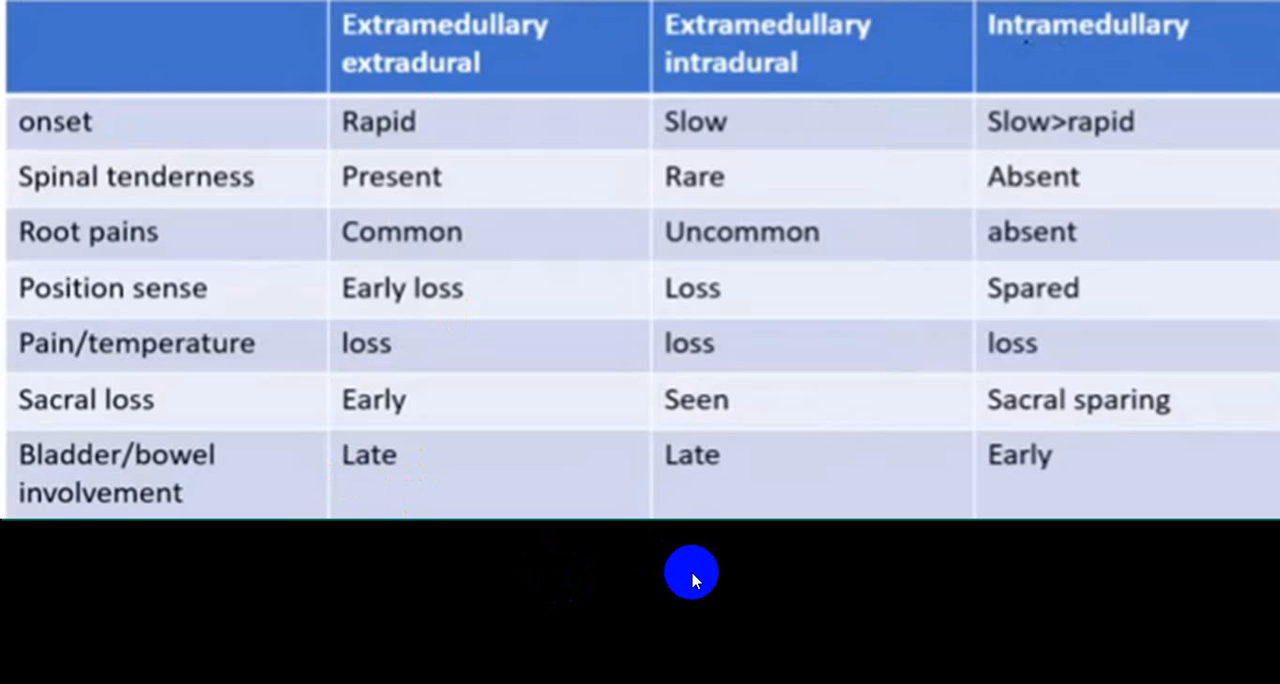 Extramedullary extradural
Extramedullary intradural
Intramedullary
onset Rapid Slow Slow>rapid
Spinal tenderness Present Rare Absent
Root pains Common Uncommon absent
Position sense Early loss Loss Spared
Pain/temperature loss loss loss
Sacral loss Early Seen Sacral sparing
Bladder/bowel involvement Late Late Early